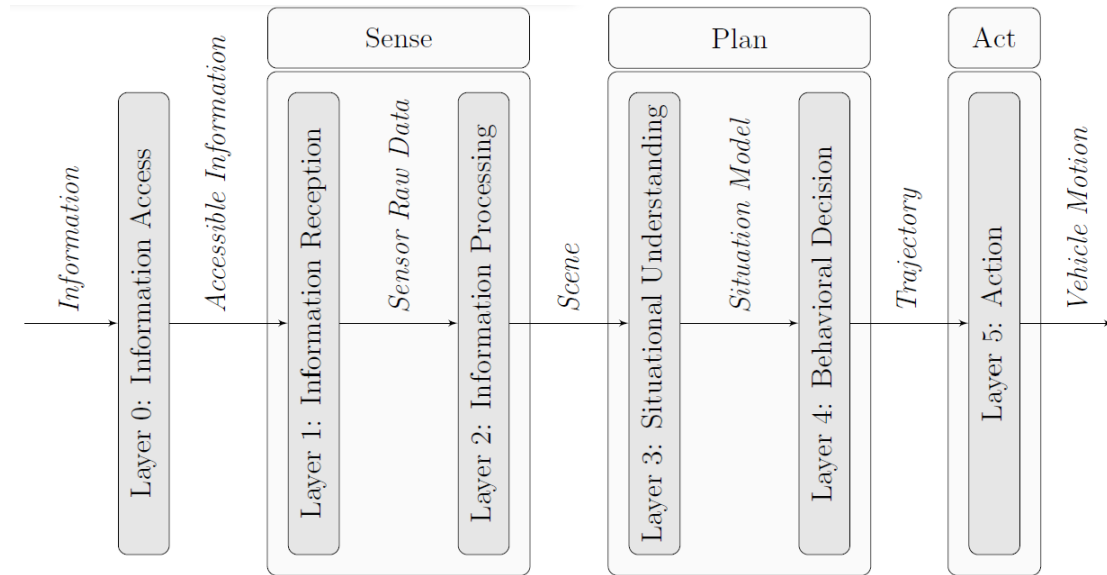 Sense
Plan
Act
Information
Layer 0: Information Access
Accessible Information
Layer 1: Information Reception
Sensor Raw Data
Layer 2: Information Processing
Scene
Layer 3: Situational Understanding
Situation Model
Layer 4: Behavioral Decision
Trajectory
Layer 5: Action
Vehicle Motion